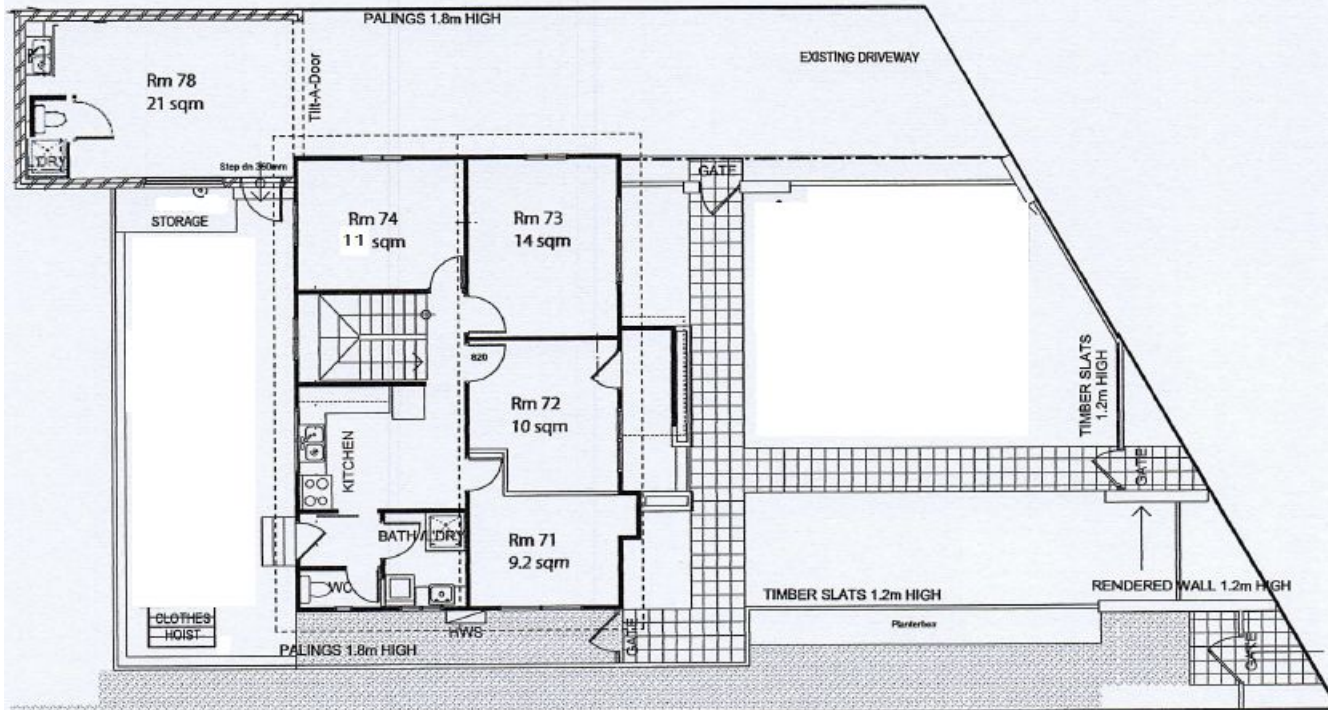 PALINGS 1.8m HIGH
EXISTING DRIVEWAY
Rm 78
21 sqm
Tilt-A-Door
L'DRY
Step dn 360mm
STORAGE
Rm 74
11 sqm
Rm 73
14 sqm
GATE
820
Rm 72
10 sqm
KITCHEN
TIMBER SLATS
1.2m HIGH
GATE
BATH / L'DRY
Rm 71
9.2 sqm
WC
TIMBER SLATS 1.2m HIGH
RENDERED WALL 1.2m HIGH
CLOTHES
HOIST
HWS
Planterbox
PALINGS 1.8m HIGH
GATE
GATE